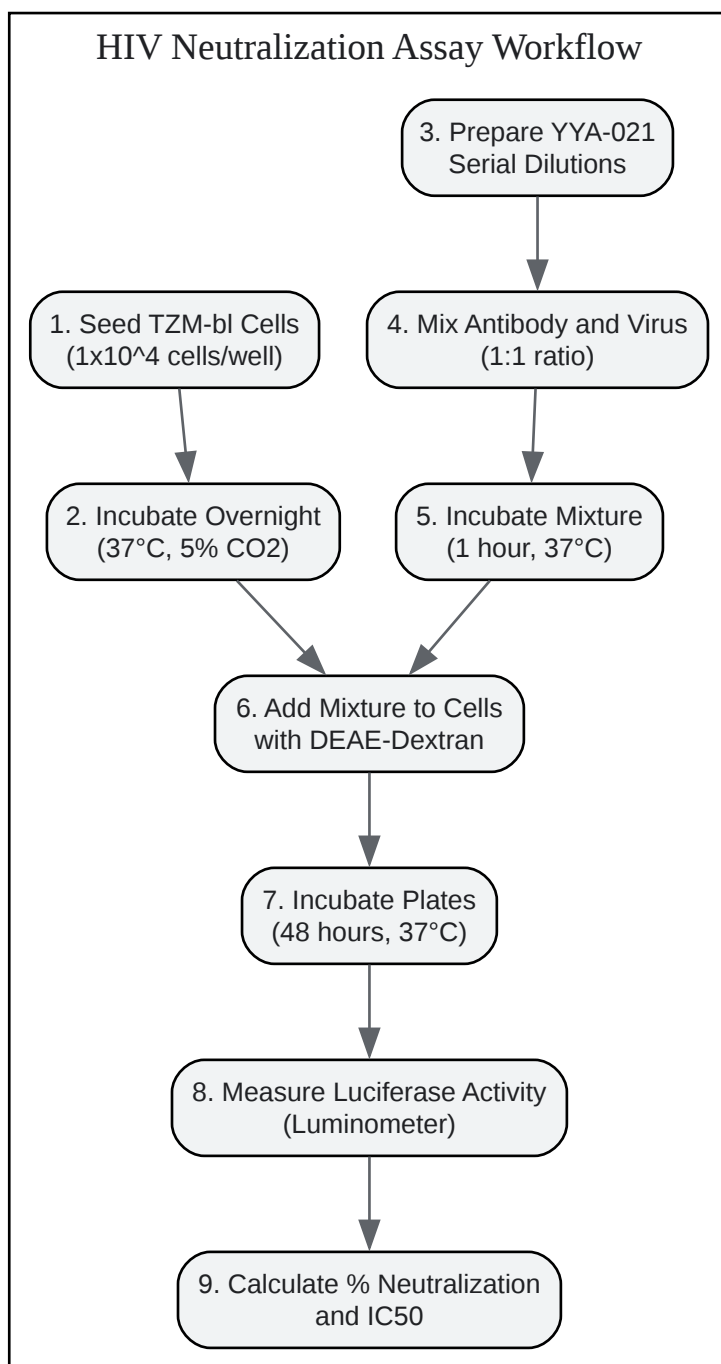 HIV Neutralization Assay Workflow
3. Prepare YYA-021
Serial Dilutions
1. Seed TZM-bl Cells
(1x10^4 cells/well)
4. Mix Antibody and Virus
(1:1 ratio)
2. Incubate Overnight
(37°C, 5% CO2)
5. Incubate Mixture
(1 hour, 37°C)
6. Add Mixture to Cells
with DEAE-Dextran
7. Incubate Plates
(48 hours, 37°C)
8. Measure Luciferase Activity
(Luminometer)
9. Calculate % Neutralization
and IC50